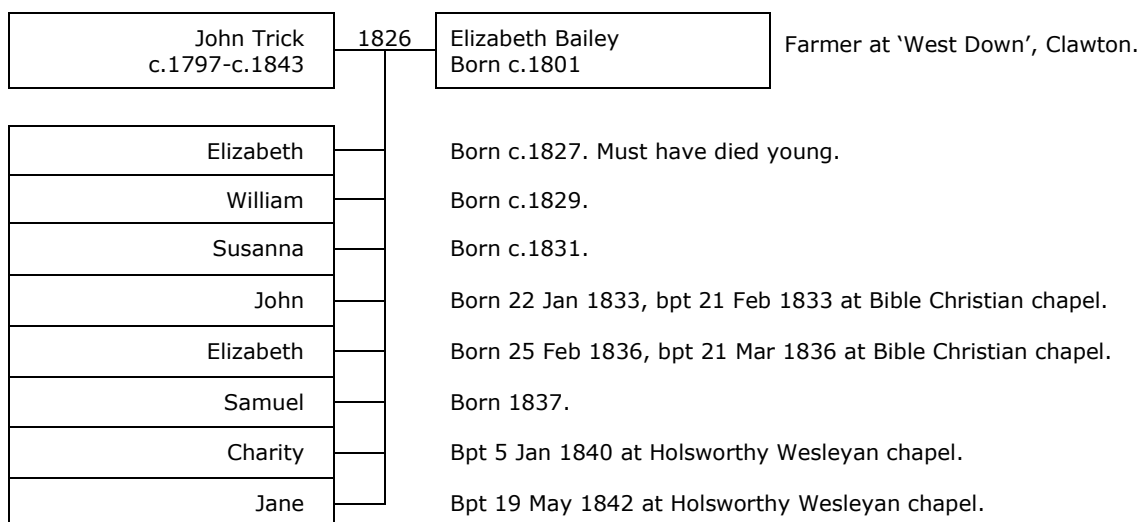 John Trick
c.1797-c.1843
1826
Elizabeth Bailey
Born c.1801
Farmer at ‘West Down’, Clawton.
Elizabeth Born c.1827. Must have died young.
William Born c.1829.
Susanna Born c.1831.
John Born 22 Jan 1833, bpt 21 Feb 1833 at Bible Christian chapel.
Elizabeth Born 25 Feb 1836, bpt 21 Mar 1836 at Bible Christian chapel.
Samuel Born 1837.
Charity Bpt 5 Jan 1840 at Holsworthy Wesleyan chapel.
Jane Bpt 19 May 1842 at Holsworthy Wesleyan chapel.